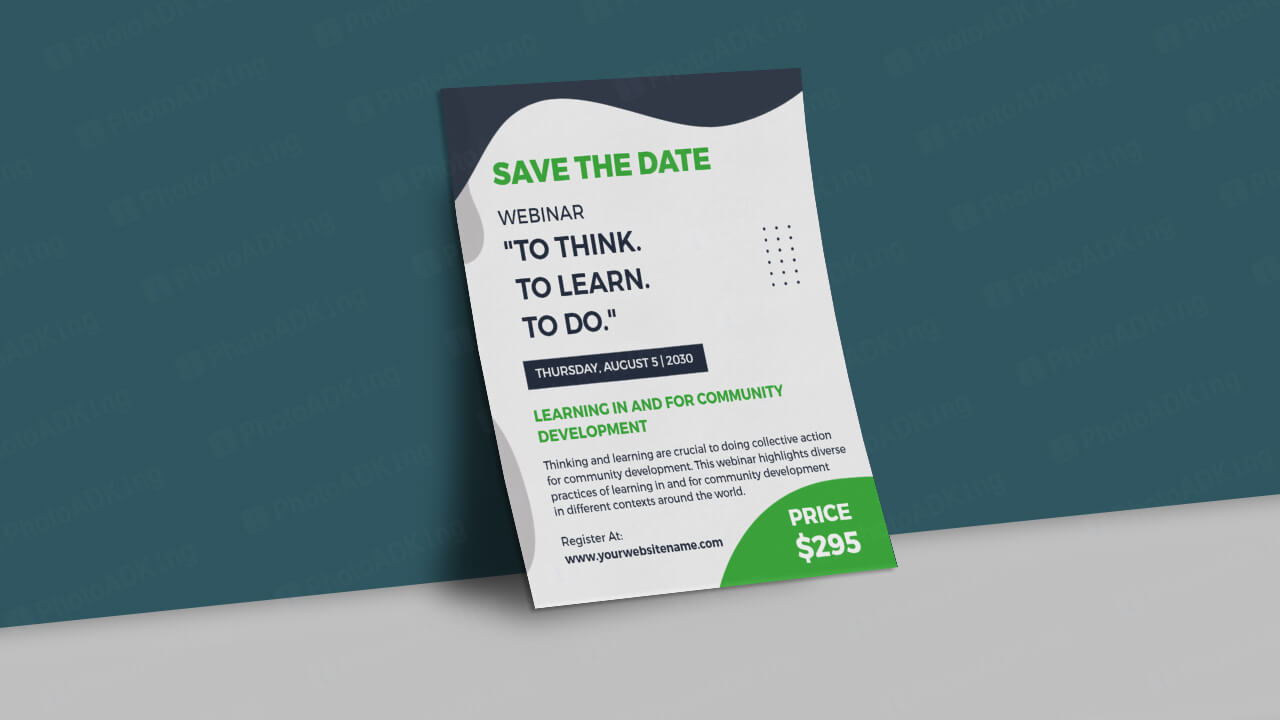 SAVE THE DATE
WEBINAR
"TO THINK.
TO LEARN.
TO DO."
THURSDAY, AUGUST 5 | 2030
LEARNING IN AND FOR COMMUNITY
DEVELOPMENT
Thinking and learning are crucial to doing collective action
for community development. This webinar highlights diverse
practices of learning in and for community development
in different contexts around the world.
Register At:
www.yourwebsitename.com
PRICE
$295
PhotoADKing